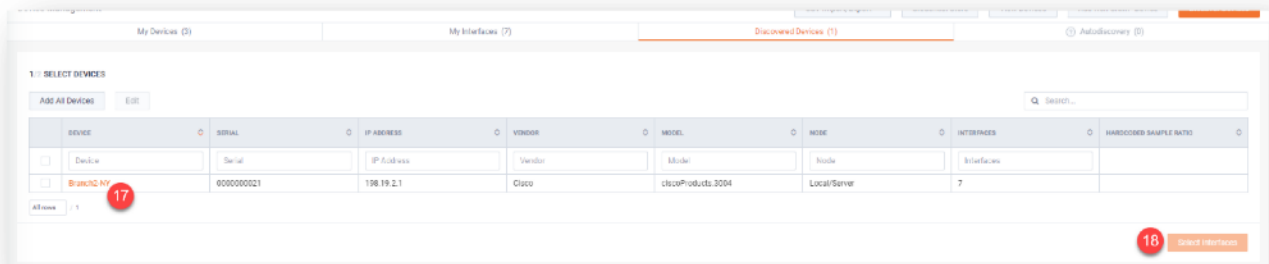 My Devices (3) My Interfaces (7) Discovered Devices (1) Autodiscovery (0)
SELECT DEVICES
Add All Devices Edit Search...
DEVICE SERIAL IP ADDRESS VENDOR MODEL NODE INTERFACES HARDCODED SAMPLE RATIO
Device Serial IP Address Vendor Model Node Interfaces
Branch2-NY 0000000021 198.19.2.1 Cisco ciscoProducts.3004 Local/Server 7
17
All rows / 1
18 Select Interfaces